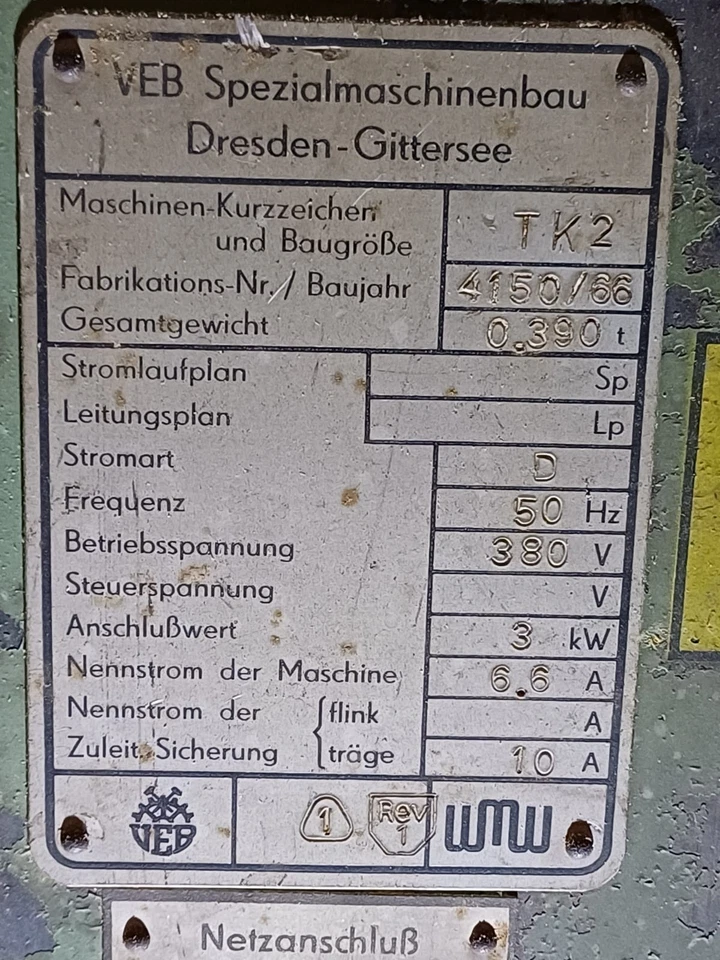 VEB Spezialmaschinenbau
Dresden-Gittersee
Maschinen-Kurzzeichen
und Baugröße TK2
Fabrikations-Nr./ Baujahr 4150/66
Gesamtgewicht 0.390 t
Stromlaufplan Sp
Leitungsplan Lp
Stromart D
Frequenz 50 Hz
Betriebsspannung 380 V
Steuerspannung V
Anschlußwert 3 kW
Nennstrom der Maschine 6.6 A
Nennstrom der flink A
Zuleit. Sicherung träge 10 A
VEB 1 Rev 1 WMW
Netzanschluß